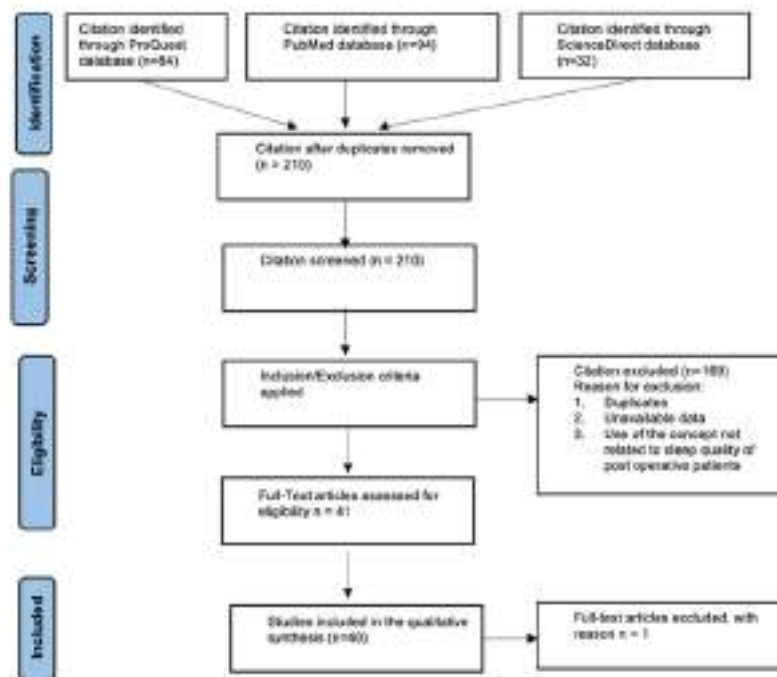 Identification
Citation identified
through ProQuest
database (n=84)
Citation identified through
PubMed database (n=94)
Citation identified through
ScienceDirect database
(n=32)
Citation after duplicates removed
(n = 210)
Screening
Citation screened (n = 210)
Eligibility
Inclusion/Exclusion criteria
applied
Citation excluded (n=169)
Reason for exclusion:
1. Duplicates
2. Unavailable data
3. Use of the concept not
related to sleep quality of
post operative patients
Full-Text articles assessed for
eligibility n = 41
Included
Studies included in the qualitative
synthesis
Full-text articles excluded, with
reason n = 1